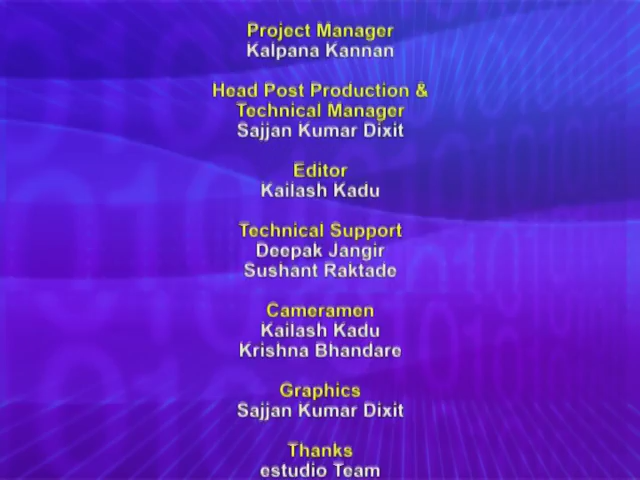 Project Manager
Kalpana Kannan
Head Post Production &
Technical Manager
Sajjan Kumar Dixit
Editor
Kailash Kadu
Technical Support
Deepak Jangir
Sushant Raktade
Cameramen
Kailash Kadu
Krishna Bhandare
Graphics
Sajjan Kumar Dixit
Thanks
estudio Team